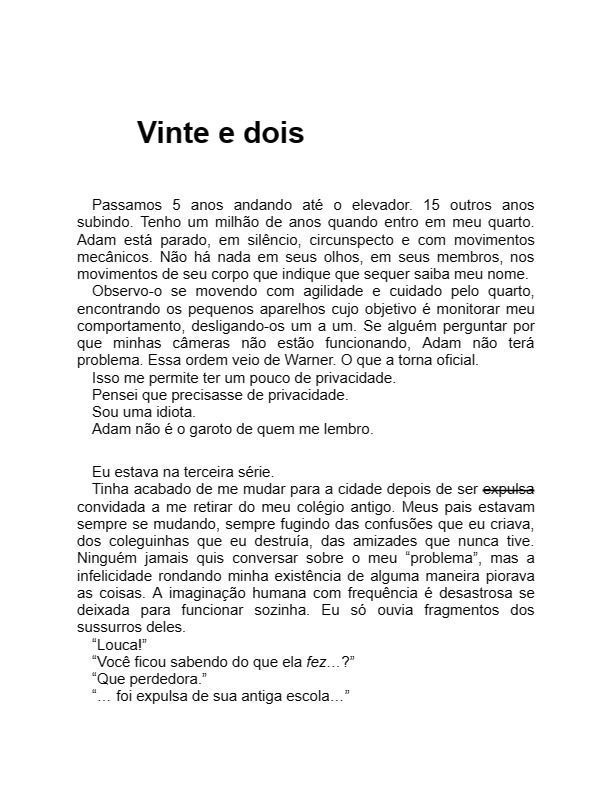 Vinte e dois
Passamos 5 anos andando até o elevador. 15 outros anos
subindo. Tenho um milhão de anos quando entro em meu quarto.
Adam está parado, em silêncio, circunspecto e com movimentos
mecânicos. Não há nada em seus olhos, em seus membros, nos
movimentos de seu corpo que indique que sequer saiba meu nome.
Observo-o se movendo com agilidade e cuidado pelo quarto,
encontrando os pequenos aparelhos cujo objetivo é monitorar meu
comportamento, desligando-os um a um. Se alguém perguntar por
que minhas câmeras não estão funcionando, Adam não terá
problema. Essa ordem veio de Warner. O que a torna oficial.
Isso me permite ter um pouco de privacidade.
Pensei que precisasse de privacidade.
Sou uma idiota.
Adam não é o garoto de quem me lembro.
Eu estava na terceira série.
Tinha acabado de me mudar para a cidade depois de ser expulsa
convidada a me retirar do meu colégio antigo. Meus pais estavam
sempre se mudando, sempre fugindo das confusões que eu criava,
dos coleguinhas que eu destruía, das amizades que nunca tive.
Ninguém jamais quis conversar sobre o meu “problema”, mas a
infelicidade rondando minha existência de alguma maneira piorava
as coisas. A imaginação humana com frequência é desastrosa se
deixada para funcionar sozinha. Eu só ouvia fragmentos dos
sussurros deles.
“Louca!”
“Você ficou sabendo do que ela fez…?”
“Que perdedora.”
“… foi expulsa de sua antiga escola…”